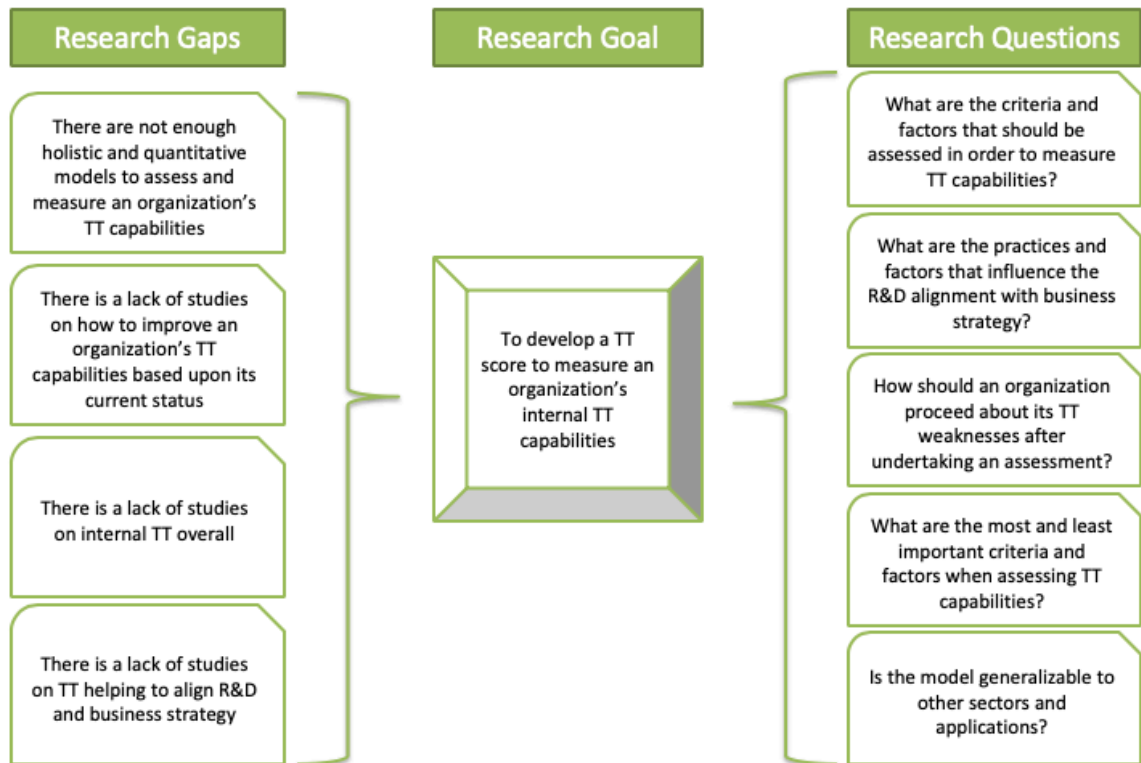 Research Gaps
There are not enough
holistic and quantitative
models to assess and
measure an organization’s
TT capabilities
There is a lack of studies
on how to improve an
organization’s TT
capabilities based upon its
current status
There is a lack of studies
on internal TT overall
There is a lack of studies
on TT helping to align R&D
and business strategy
Research Goal
To develop a TT
score to measure an
organization’s
internal TT
capabilities
Research Questions
What are the criteria and
factors that should be
assessed in order to measure
TT capabilities?
What are the practices and
factors that influence the
R&D alignment with business
strategy?
How should an organization
proceed about its TT
weaknesses after
undertaking an assessment?
What are the most and least
important criteria and
factors when assessing TT
capabilities?
Is the model generalizable to
other sectors and
applications?